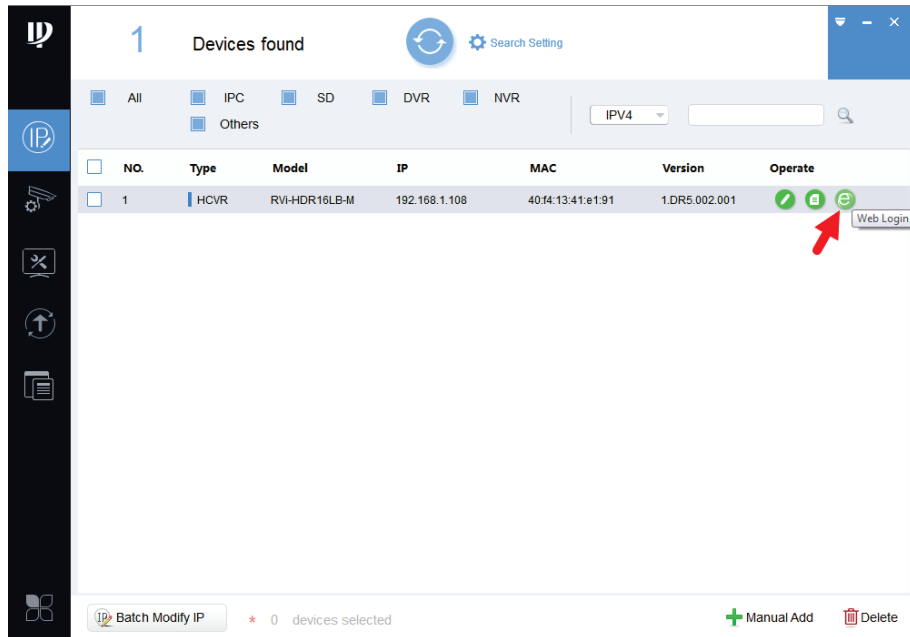 1 Devices found Search Setting
All IPC SD DVR NVR
Others
IPV4
NO. Type Model IP MAC Version Operate
1 HCVR RVi-HDR16LB-M 192.168.1.108 40:f4:13:41:e1:91 1.DR5.002.001
Web Login
Batch Modify IP * 0 devices selected Manual Add Delete